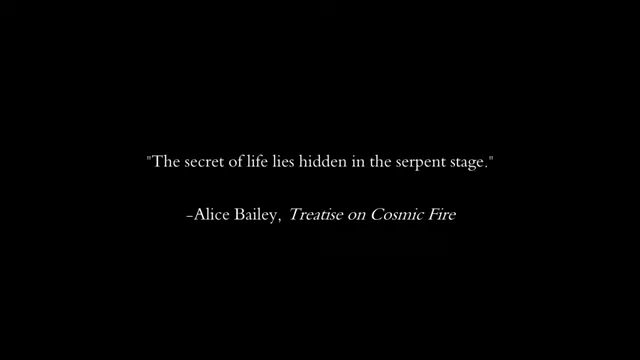 "The secret of life lies hidden in the serpent stage."
-Alice Bailey, Treatise on Cosmic Fire